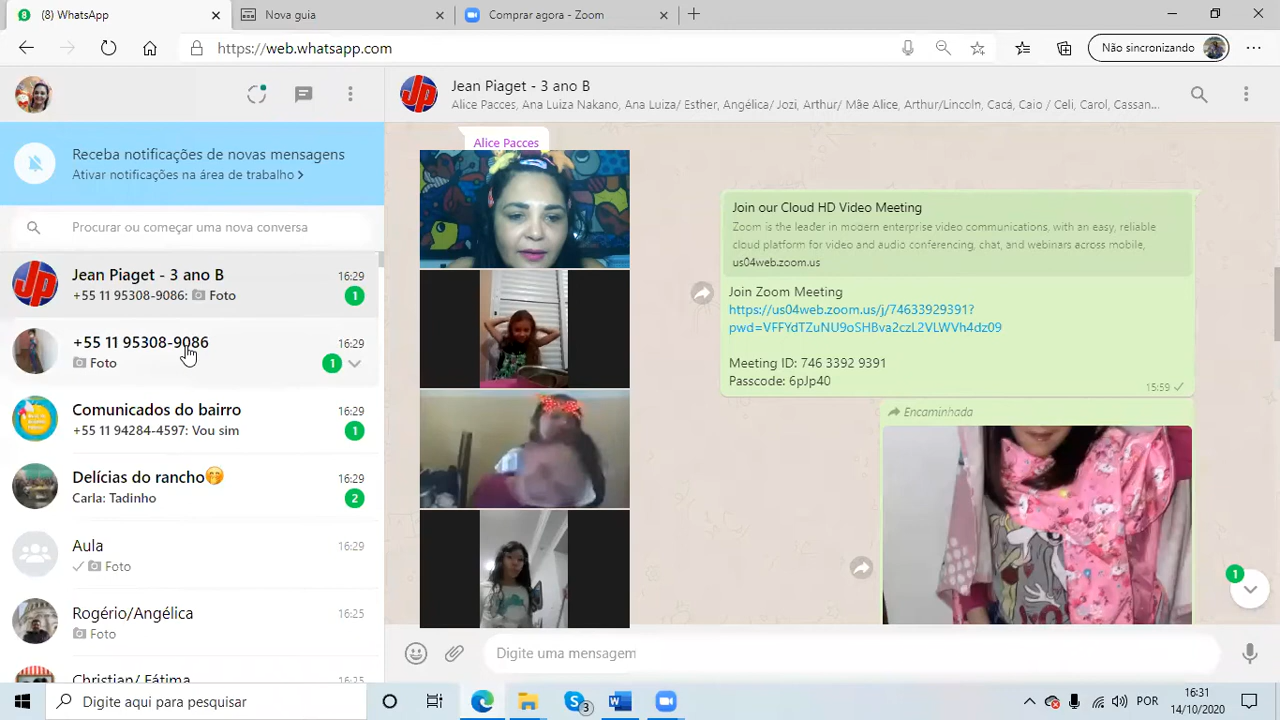 (8) WhatsApp
Nova guia
Comprar agora - Zoom
https://web.whatsapp.com
Não sincronizando
Receba notificações de novas mensagens
Ativar notificações na área de trabalho >
Procurar ou começar uma nova conversa
Jean Piaget - 3 ano B
16:29
+55 11 95308-9086: Foto
1
+55 11 95308-9086
16:29
Foto
1
Comunicados do bairro
16:29
+55 11 94284-4597: Vou sim
1
Delícias do rancho🤭
16:29
Carla: Tadinho
2
Aula
16:29
Foto
Rogério/Angélica
16:25
Foto
Christian/ Fátima
16:25
Jp
Jean Piaget - 3 ano B
Alice Pacces, Ana Luiza Nakano, Ana Luiza/ Esther, Angélica/ Jozi, Arthur/ Mãe Alice, Arthur/Lincoln, Cacá, Caio / Celi, Carol, Cassan...
Alice Pacces
Join our Cloud HD Video Meeting
Zoom is the leader in modern enterprise video communications, with an easy, reliable
cloud platform for video and audio conferencing, chat, and webinars across mobile,
us04web.zoom.us
Join Zoom Meeting
https://us04web.zoom.us/j/74633929391?
pwd=VFFYdTZuNU9oSHBva2czL2VLWVh4dz09
Meeting ID: 746 3392 9391
Passcode: 6pJp40
15:59
Encaminhada
1
Digite uma mensagem
Digite aqui para pesquisar
3
POR
16:31
14/10/2020